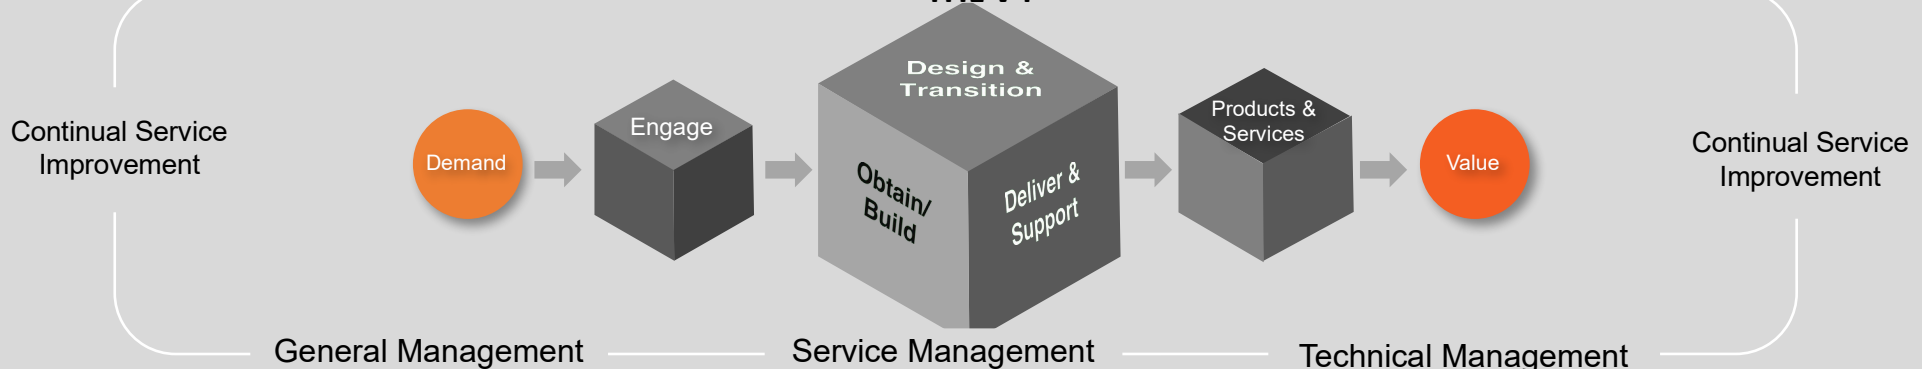 Design &
Transition
Continual Service
Improvement
Demand
Engage
Obtain/
Build
Deliver &
Support
Products &
Services
Value
Continual Service
Improvement
General Management
Service Management
Technical Management